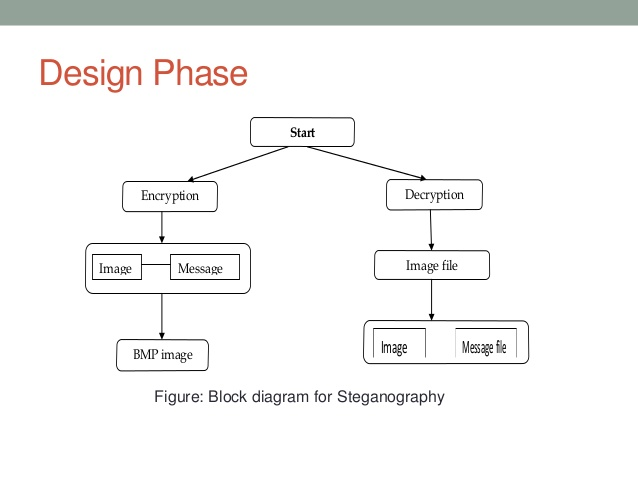 Design Phase
Start
Encryption
Decryption
Image
Message
Image file
BMP image
Image
Message file
Figure: Block diagram for Steganography